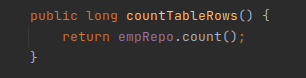 public long countTableRows() {
    return empRepo.count();
}